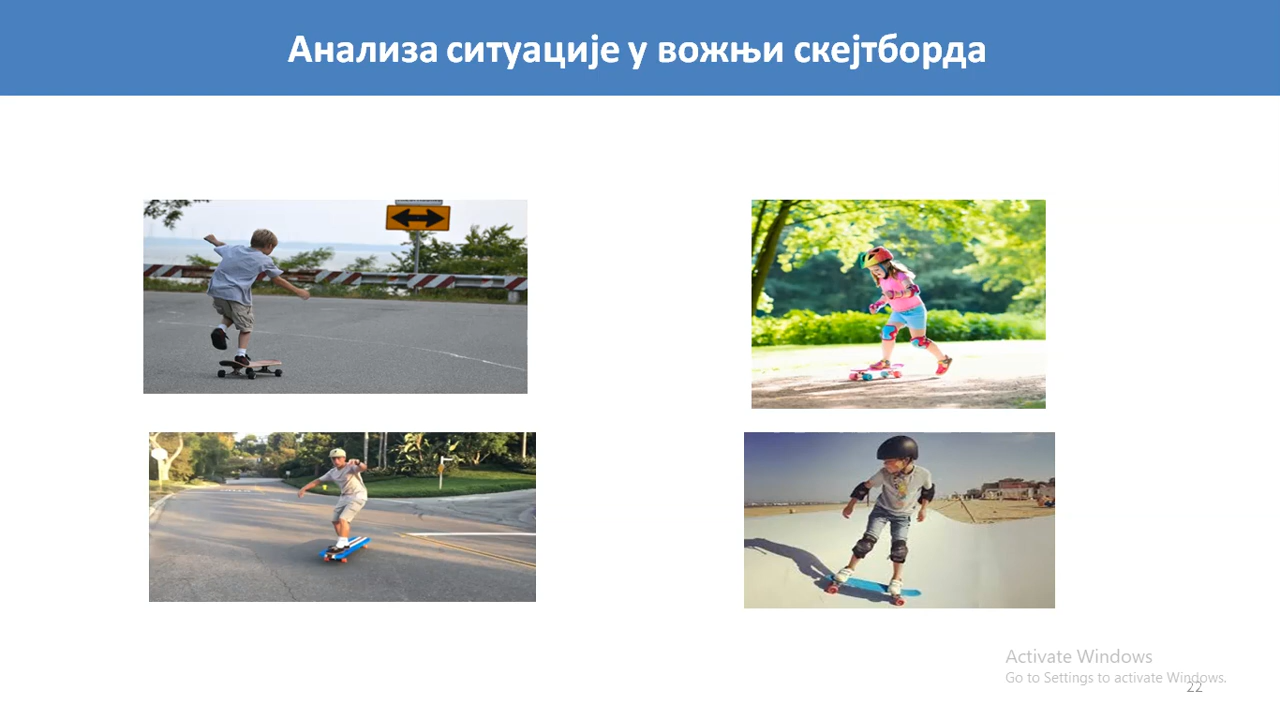 Анализа ситуације у вожњи скејтборда
Activate Windows
Go to Settings to activate Windows.
22